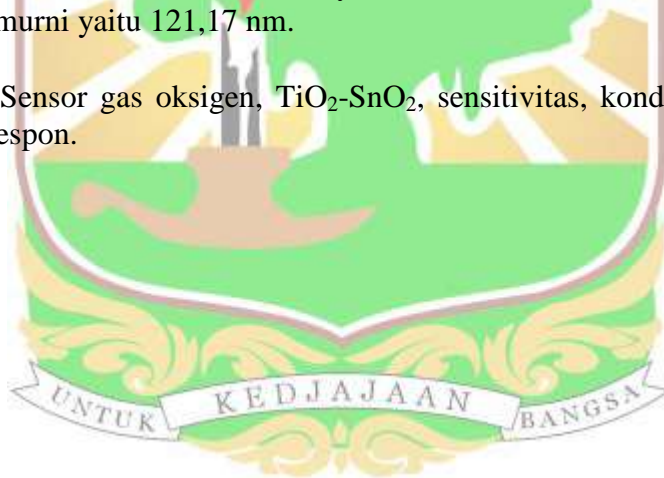 murni yaitu 121,17 nm.
Sensor gas oksigen, TiO₂-SnO₂, sensitivitas, kond
espon.
UNTUK KEDJAJAAN BANGSA